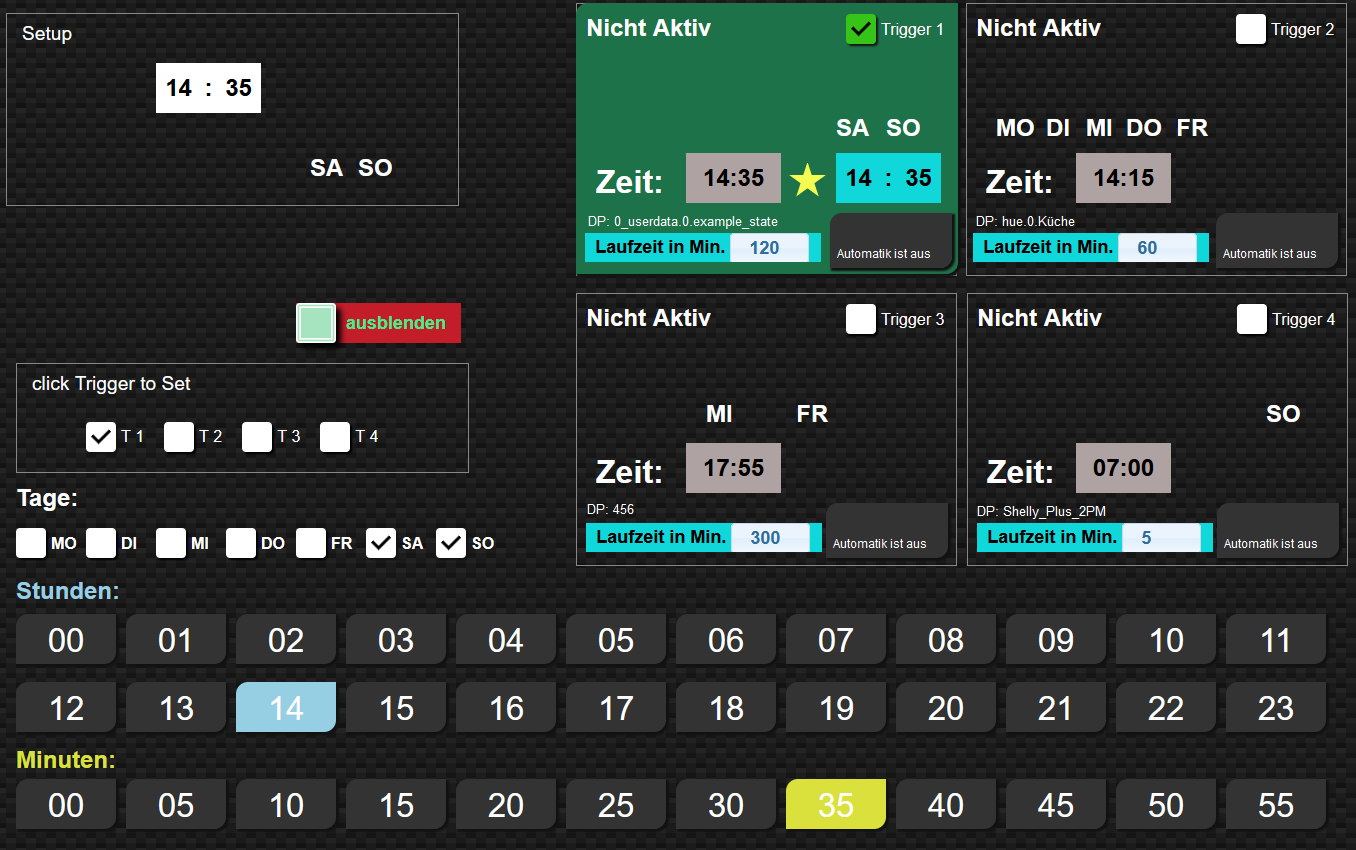 Setup
14 : 35
SA SO
ausblenden
click Trigger to Set
T 1 T 2 T 3 T 4
Tage:
MO DI MI DO FR SA SO
Nicht Aktiv Trigger 1
SA SO
Zeit: 14:35 14 : 35
DP: 0_userdata.0.example_state
Laufzeit in Min. 120 Automatik ist aus
Nicht Aktiv Trigger 2
MO DI MI DO FR
Zeit: 14:15
DP: hue.0.Küche
Laufzeit in Min. 60 Automatik ist aus
Nicht Aktiv Trigger 3
MI FR
Zeit: 17:55
DP: 456
Laufzeit in Min. 300 Automatik ist aus
Nicht Aktiv Trigger 4
SO
Zeit: 07:00
DP: Shelly_Plus_2PM
Laufzeit in Min. 5 Automatik ist aus
Stunden:
00 01 02 03 04 05 06 07 08 09 10 11
12 13 14 15 16 17 18 19 20 21 22 23
Minuten:
00 05 10 15 20 25 30 35 40 45 50 55